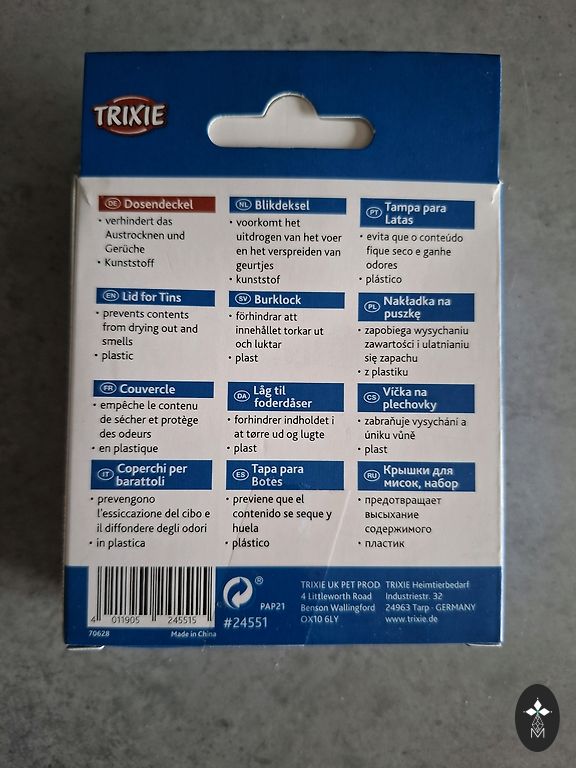 TRIXIE
DE Dosendeckel
• verhindert das
Austrocknen und
Gerüche
• Kunststoff
NL Blikdeksel
• voorkomt het
uitdrogen van het voer
en het verspreiden van
geurtjes
• kunstof
PT Tampa para
Latas
• evita que o conteúdo
fique seco e ganhe
odores
• plástico
EN Lid for Tins
• prevents contents
from drying out and
smells
• plastic
SV Burklock
• förhindrar att
innehållet torkar ut
och luktar
• plast
PL Nakładka na
puszkę
• zapobiega wysychaniu
zawartości i ulatnianiu
się zapachu
• z plastiku
FR Couvercle
• empêche le contenu
de sécher et protège
des odeurs
• en plastique
DA Låg til
foderdåser
• forhindrer indholdet i
at tørre ud og lugte
• plast
CS Víčka na
plechovky
• zabraňuje vysychání a
úniku vůně
• plast
IT Coperchi per
barattoli
• prevengono
l'essiccazione del cibo e
il diffondere degli odori
• in plastica
ES Tapa para
Botes
• previene que el
contenido se seque y
huela
• plástico
RU Крышки для
мисок, набор
• предотвращает
высыхание
содержимого
• пластик
4 011905 245515
70628 Made in China
®
PAP21
#24551
TRIXIE UK PET PROD
4 Littleworth Road
Benson Wallingford
OX10 6LY
TRIXIE Heimtierbedarf
Industriestr. 32
24963 Tarp · GERMANY
www.trixie.de
M